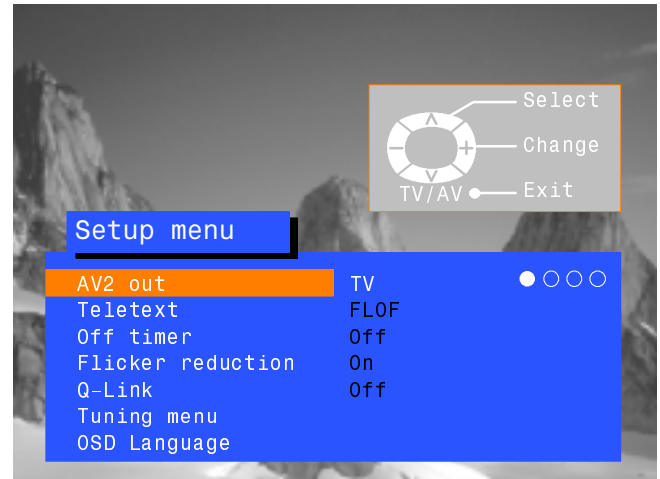 Select
Change
TV/AV Exit
Setup menu
AV2 out TV
Teletext FLOF
Off timer Off
Flicker reduction On
Q-Link Off
Tuning menu
OSD Language